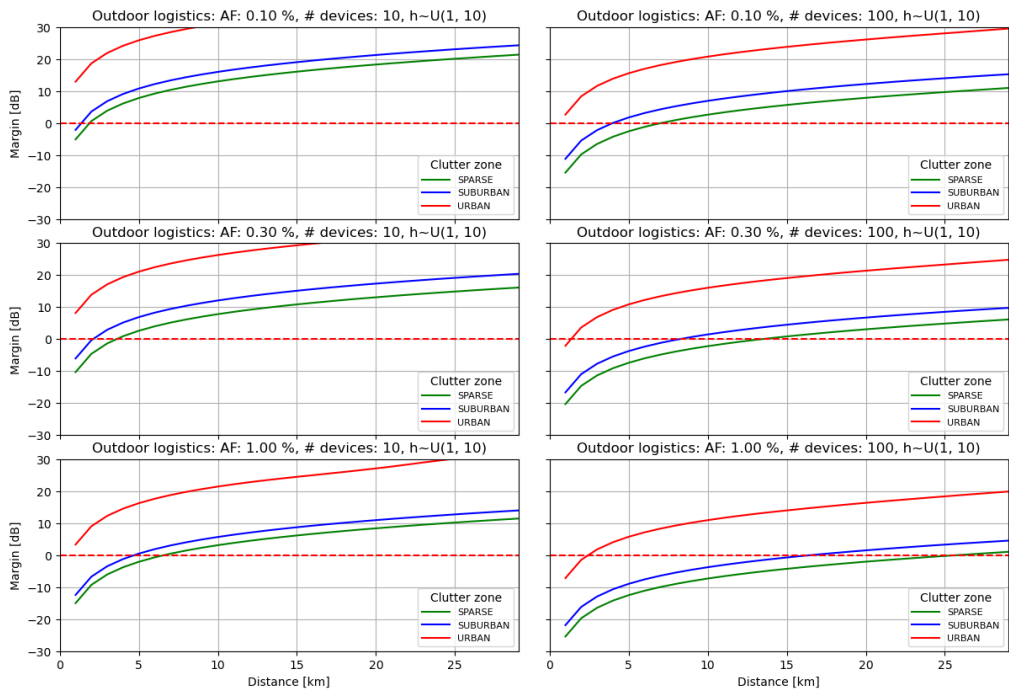 Outdoor logistics: AF: 0.10 %, # devices: 10, h~U(1, 10)
30
20
10
0
−10
−20
−30
Margin [dB]
Clutter zone
SPARSE
SUBURBAN
URBAN
Outdoor logistics: AF: 0.10 %, # devices: 100, h~U(1, 10)
Clutter zone
SPARSE
SUBURBAN
URBAN
Outdoor logistics: AF: 0.30 %, # devices: 10, h~U(1, 10)
30
20
10
0
−10
−20
−30
Margin [dB]
Clutter zone
SPARSE
SUBURBAN
URBAN
Outdoor logistics: AF: 0.30 %, # devices: 100, h~U(1, 10)
Clutter zone
SPARSE
SUBURBAN
URBAN
Outdoor logistics: AF: 1.00 %, # devices: 10, h~U(1, 10)
30
20
10
0
−10
−20
−30
Margin [dB]
Clutter zone
SPARSE
SUBURBAN
URBAN
0 5 10 15 20 25
Distance [km]
Outdoor logistics: AF: 1.00 %, # devices: 100, h~U(1, 10)
Clutter zone
SPARSE
SUBURBAN
URBAN
0 5 10 15 20 25
Distance [km]